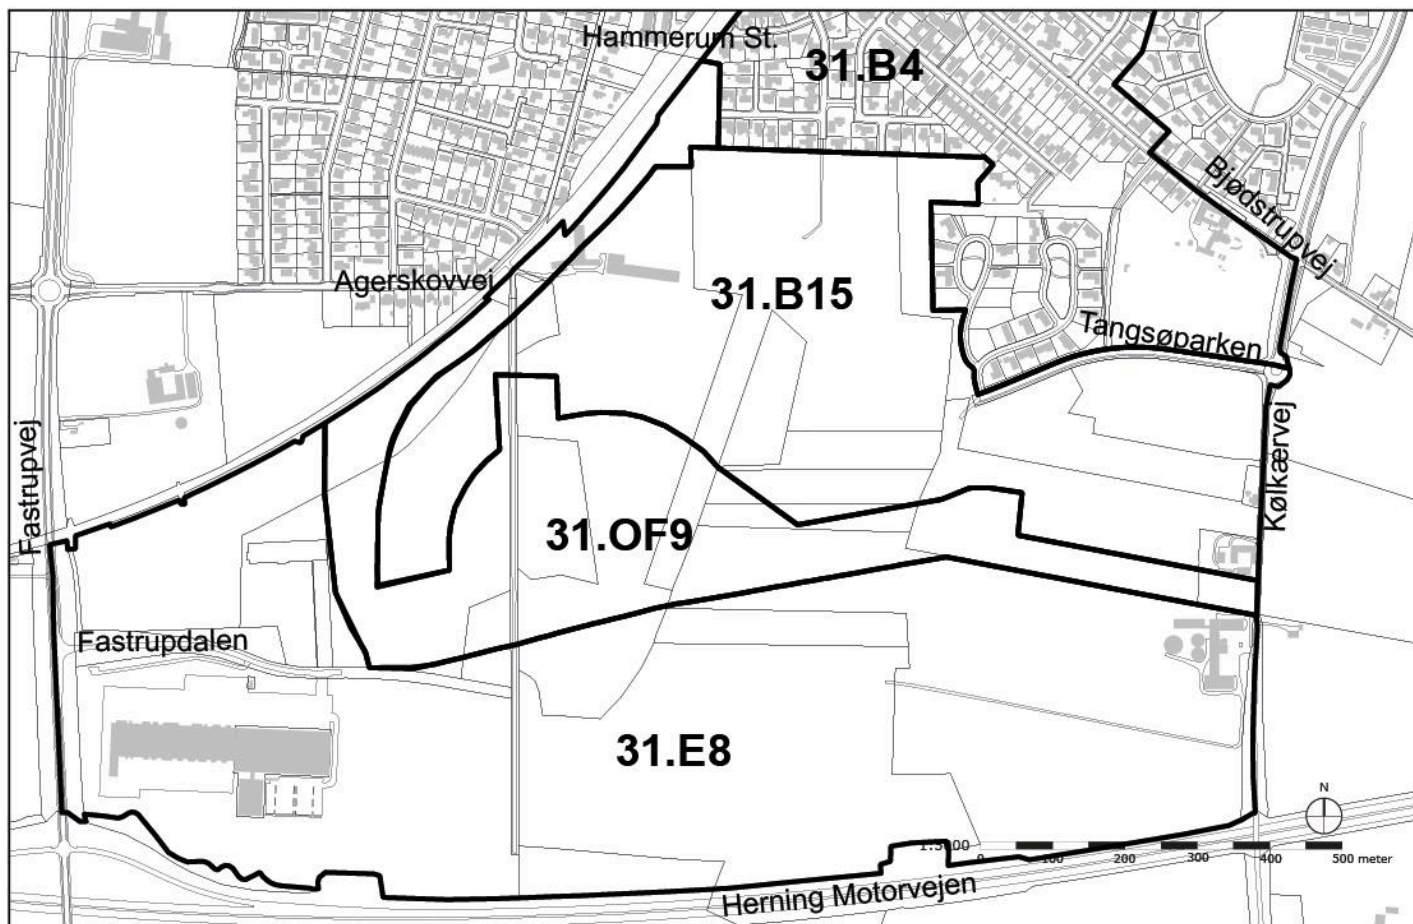 Hammerum St.
31.B4
Bjødstrupvej
Agerskovvej
31.B15
Tangsøparken
Fastrupvej
Kølkærvej
31.OF9
Fastrupdalen
31.E8
N
0 100 200 300 400 500 meter
Herning Motorvejen